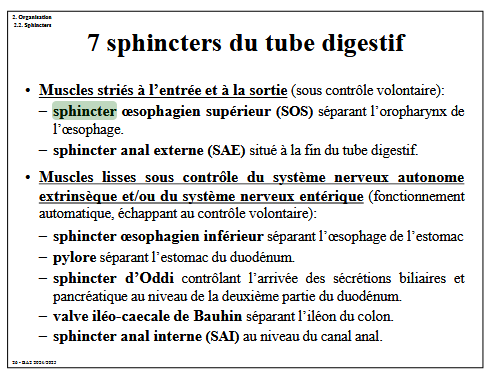 2. Organisation
2.2. Sphincters
7 sphincters du tube digestif
• Muscles striés à l’entrée et à la sortie (sous contrôle volontaire):
– sphincter œsophagien supérieur (SOS) séparant l’oropharynx de
l’œsophage.
– sphincter anal externe (SAE) situé à la fin du tube digestif.
• Muscles lisses sous contrôle du système nerveux autonome
extrinsèque et/ou du système nerveux entérique (fonctionnement
automatique, échappant au contrôle volontaire):
– sphincter œsophagien inférieur séparant l’œsophage de l’estomac
– pylore séparant l’estomac du duodénum.
– sphincter d’Oddi contrôlant l’arrivée des sécrétions biliaires et
pancréatique au niveau de la deuxième partie du duodénum.
– valve iléo-caecale de Bauhin séparant l’iléon du colon.
– sphincter anal interne (SAI) au niveau du canal anal.